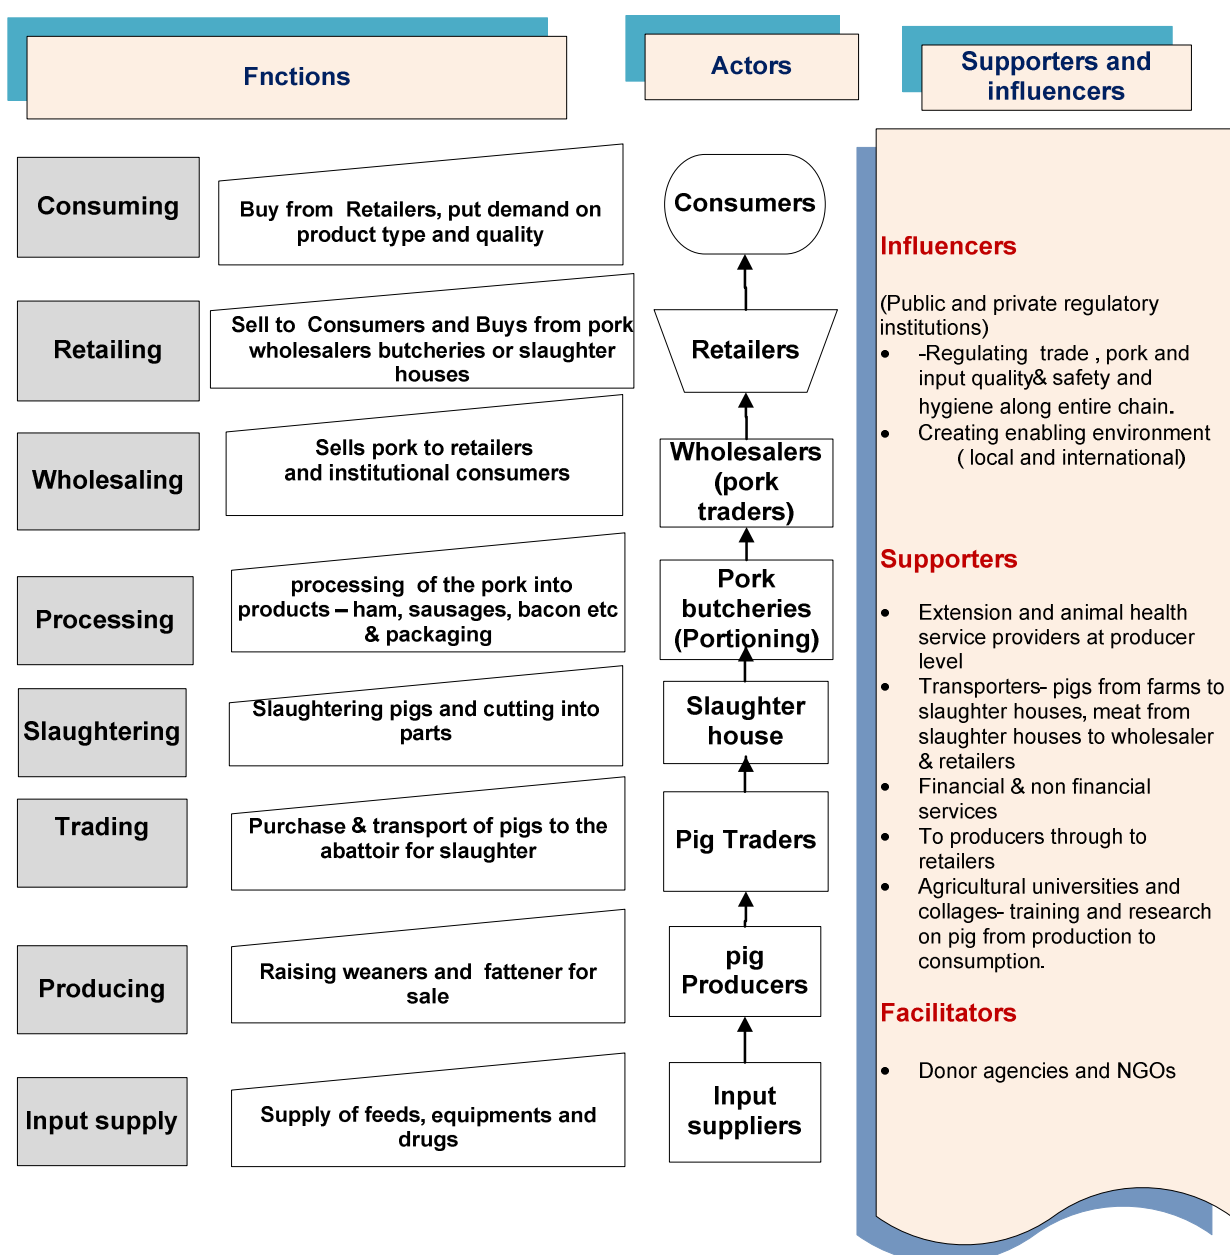 Fnctions
Actors
Supporters and
influencers
Consuming
Buy from Retailers, put demand on
product type and quality
Consumers
Retailing
Sell to Consumers and Buys from pork
wholesalers butcheries or slaughter
houses
Retailers
Wholesaling
Sells pork to retailers
and institutional consumers
Wholesalers
(pork
traders)
Processing
processing of the pork into
products – ham, sausages, bacon etc
& packaging
Pork
butcheries
(Portioning)
Slaughtering
Slaughtering pigs and cutting into
parts
Slaughter
house
Trading
Purchase & transport of pigs to the
abattoir for slaughter
Pig Traders
Producing
Raising weaners and fattener for
sale
pig
Producers
Input supply
Supply of feeds, equipments and
drugs
Input
suppliers
Influencers
(Public and private regulatory
institutions)
• -Regulating trade , pork and
input quality& safety and
hygiene along entire chain.
• Creating enabling environment
( local and international)
Supporters
• Extension and animal health
service providers at producer
level
• Transporters- pigs from farms to
slaughter houses, meat from
slaughter houses to wholesaler
& retailers
• Financial & non financial
services
• To producers through to
retailers
• Agricultural universities and
collages- training and research
on pig from production to
consumption.
Facilitators
• Donor agencies and NGOs